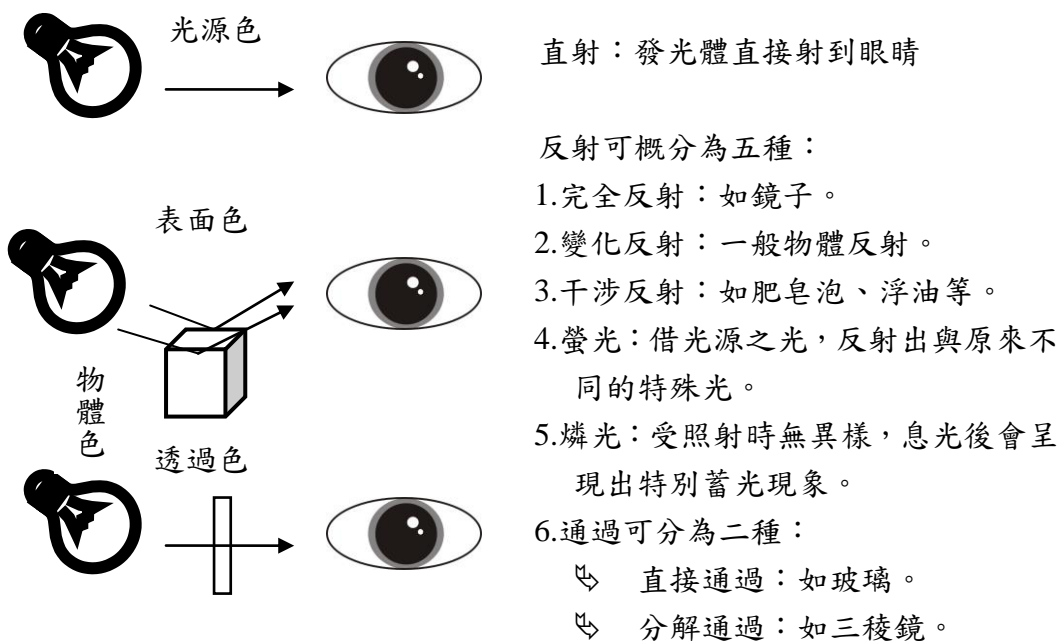 光源色
直射：發光體直接射到眼睛
反射可概分為五種：
1.完全反射：如鏡子。
表面色
2.變化反射：一般物體反射。
3.干涉反射：如肥皂泡、浮油等。
4.螢光：借光源之光，反射出與原來不
同的特殊光。
物體色
5.燐光：受照射時無異樣，息光後會呈
現出特別蓄光現象。
透過色
6.通過可分為二種：
直接通過：如玻璃。
分解通過：如三稜鏡。